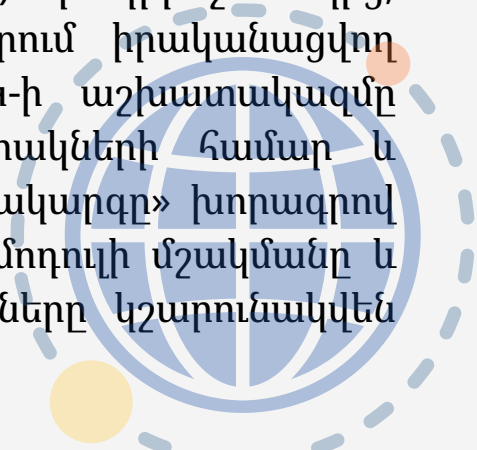 րում իրականացվող
-ի աշխատակազմը
ակների համար և
ակարգը» խորագրով
մոդուլի մշակմանը և
ները կշարունակվեն